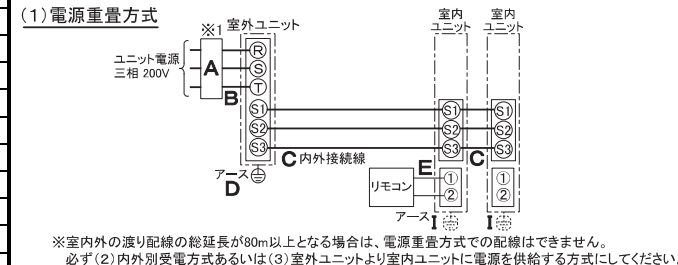 (1)電源重畳方式
※1 室外ユニット
室内
ユニット
室内
ユニット
ユニット電源
三相 200V
A
B
R
S
T
S1
S2
S3
S1
S2
S3
S1
S2
S3
C 内外接続線
C
アース
D
リモコン
E
①
②
①
②
アース I
I
※室内外の渡り配線の総延長が80m以上となる場合は、電源重畳方式での配線はできません。
必ず(2)内外別受電方式あるいは(3)室外ユニットより室内ユニットに電源を供給する方式にしてください。